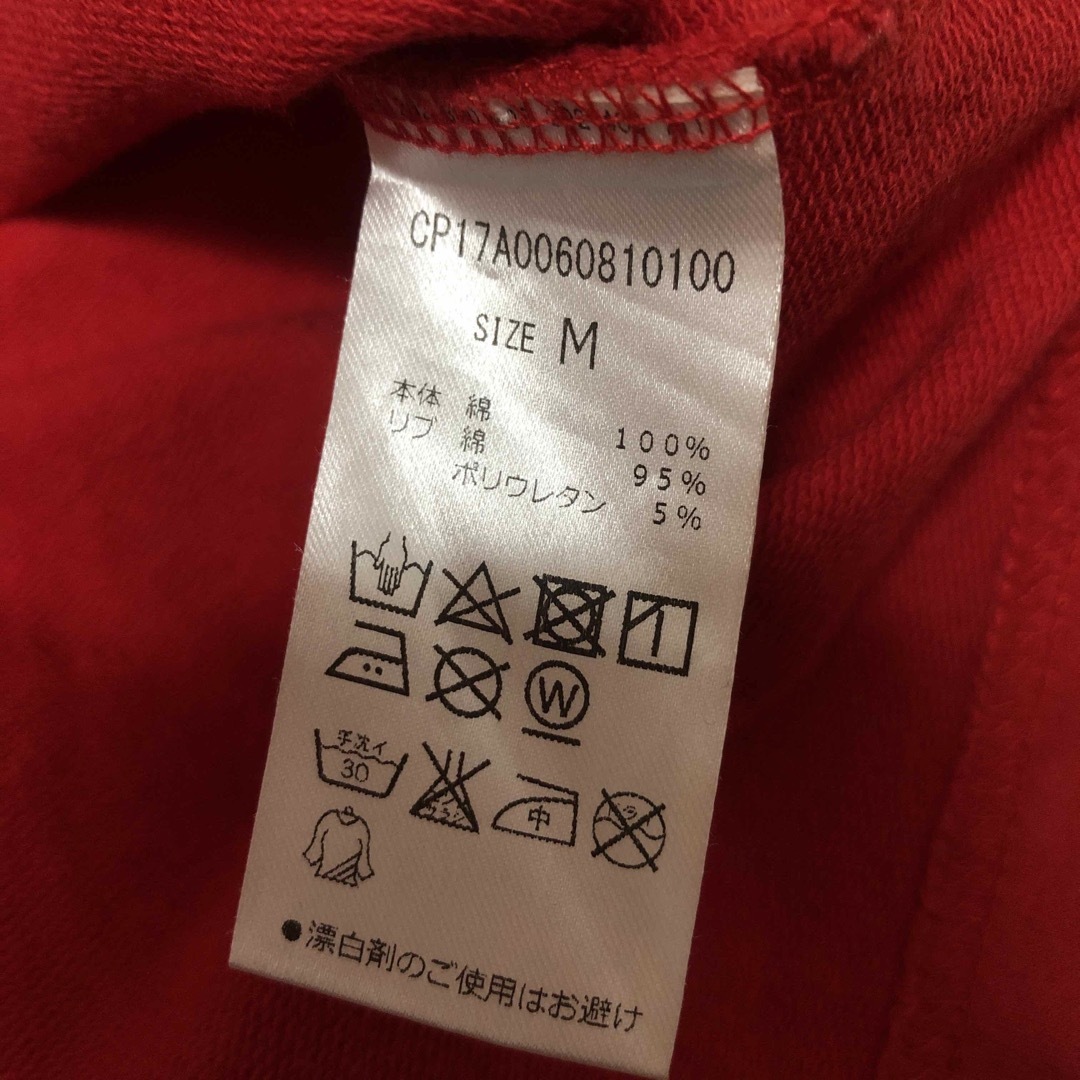 CP17A0060810100
SIZE M
本体 綿 100%
リブ 綿 95%
ポリウレタン 5%
W
手洗イ
30
中
●漂白剤のご使用はお避け